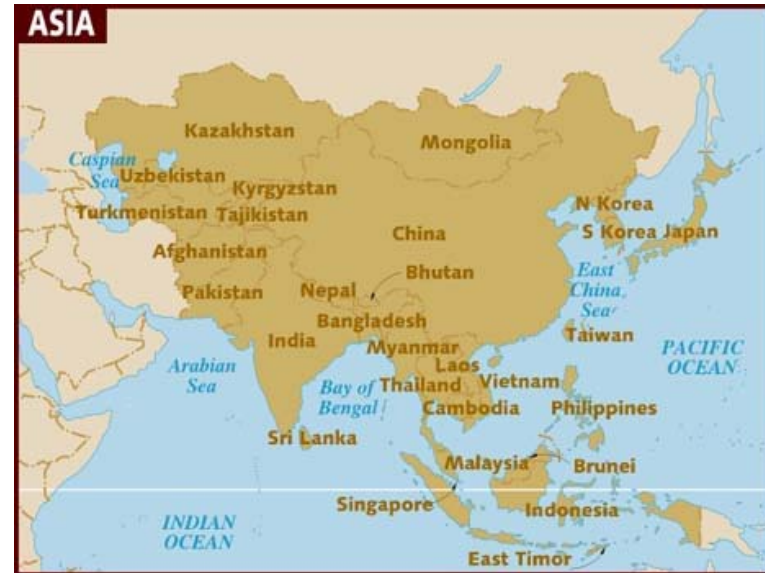 ASIA
Kazakhstan
Mongolia
Caspian
Sea
Uzbekistan
Kyrgyzstan
Turkmenistan
Tajikistan
N Korea
S Korea
Japan
China
Afghanistan
Bhutan
Pakistan
Nepal
East
China
Sea
Bangladesh
India
Taiwan
Myanmar
PACIFIC
OCEAN
Arabian
Sea
Laos
Bay of
Bengal
Thailand
Vietnam
Cambodia
Philippines
Sri Lanka
Malaysia
Brunei
Singapore
Indonesia
INDIAN
OCEAN
East Timor